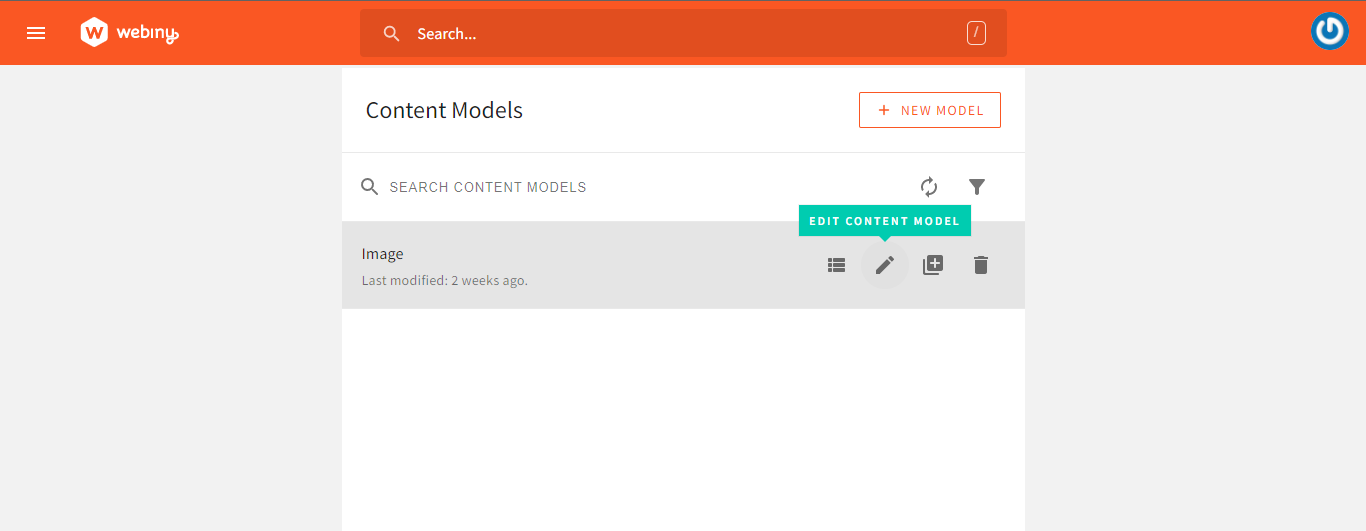 W webiny
Search... /
Content Models
+ NEW MODEL
SEARCH CONTENT MODELS
EDIT CONTENT MODEL
Image
Last modified: 2 weeks ago.